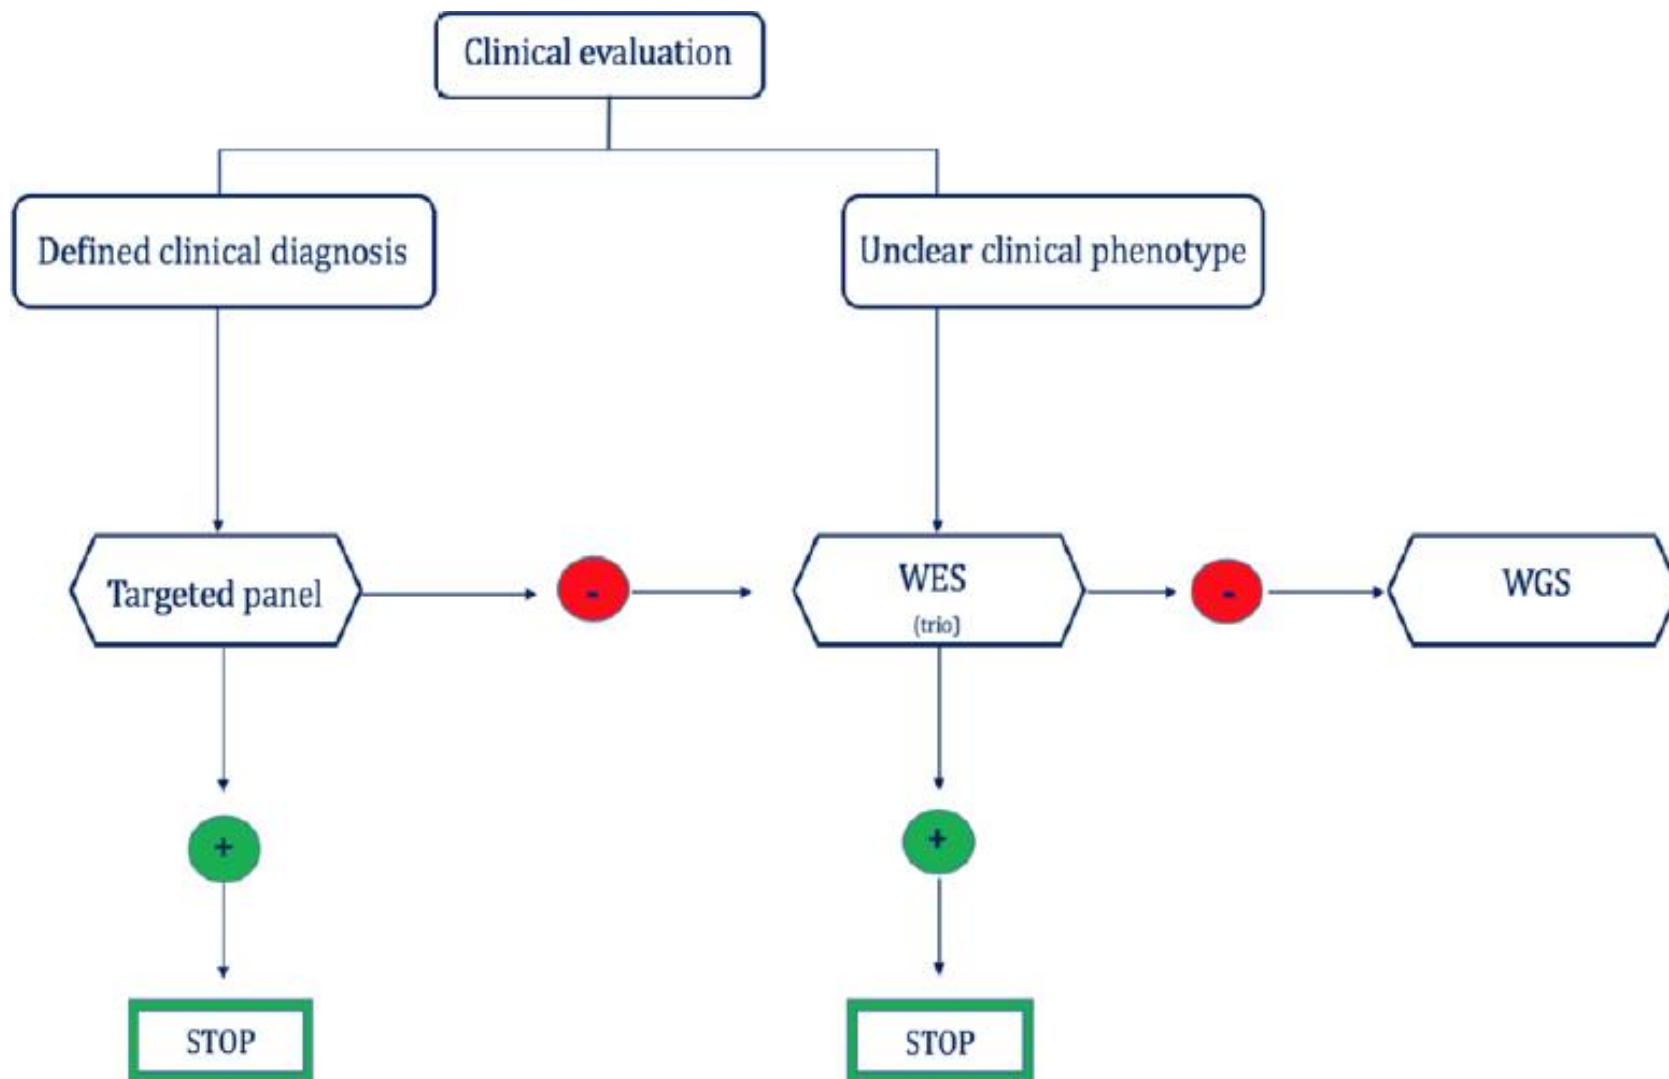 Clinical evaluation
Defined clinical diagnosis
Unclear clinical phenotype
Targeted panel
-
WES
(trio)
-
WGS
+
+
STOP
STOP